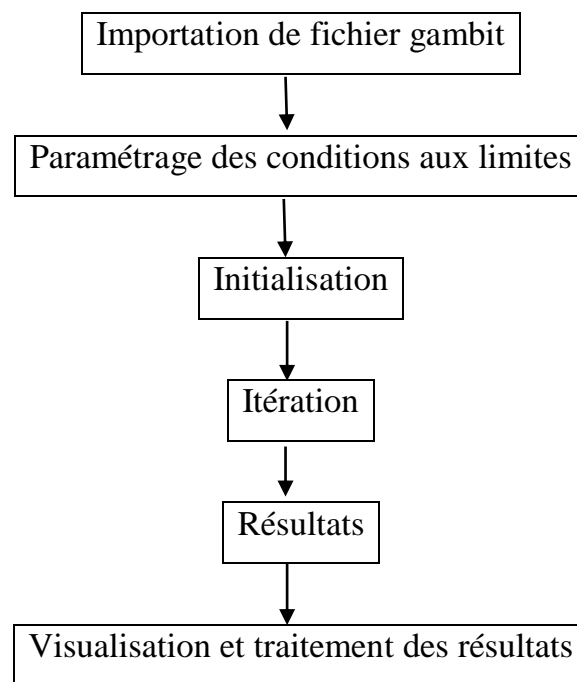 Importation de fichier gambit
Paramétrage des conditions aux limites
Initialisation
Itération
Résultats
Visualisation et traitement des résultats